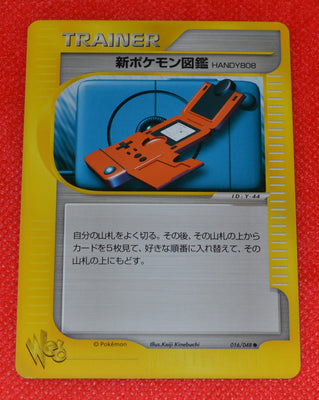 TRAINER
新ポケモン図鑑 HANDY808
ID:Y-44
自分の山札をよく切る。その後、その山札の上から
カードを5枚見て、好きな順番に入れ替えて、その
山札の上にもどす。
Web
©Pokémon Illus.Keiji Kinebuchi 016/048●